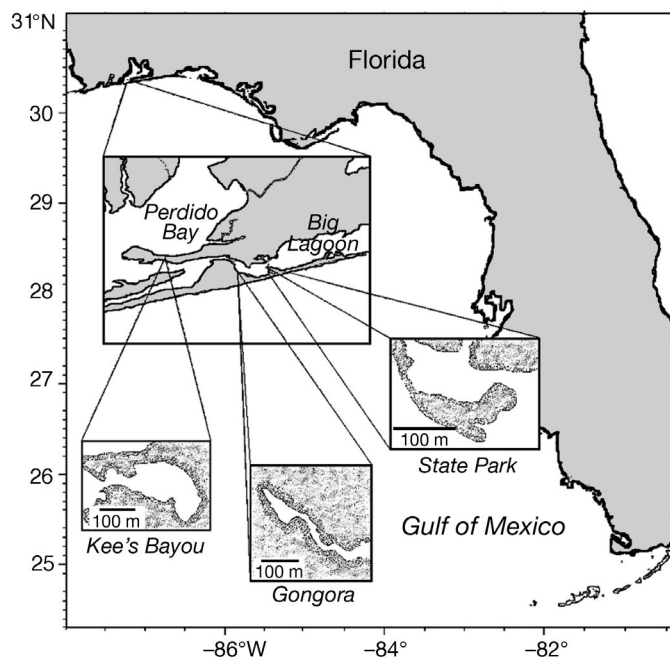 31°N
Florida
30
29
Perdido
Bay
Big
Lagoon
28
27
100 m
State Park
26
100 m
Kee's Bayou
100 m
Gongora
Gulf of Mexico
25
–86°W
–84°
–82°